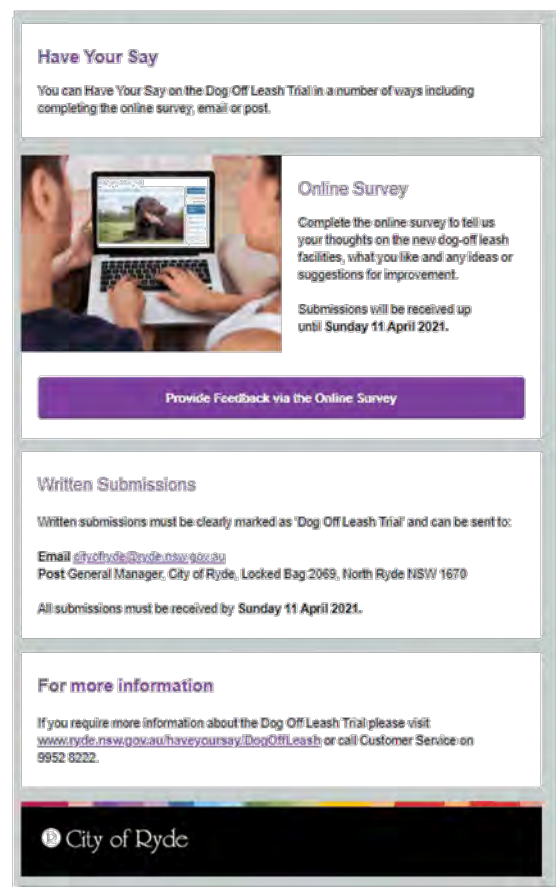 Have Your Say
You can Have Your Say on the Dog Off Leash Trial in a number of ways including
completing the online survey, email or post.
Online Survey
Complete the online survey to tell us
your thoughts on the new dog-off leash
facilities, what you like and any ideas or
suggestions for improvement.
Submissions will be received up
until Sunday 11 April 2021.
Provide Feedback via the Online Survey
Written Submissions
Written submissions must be clearly marked as 'Dog Off Leash Trial' and can be sent to:
Email cityofryde@ryde.nsw.gov.au
Post General Manager, City of Ryde, Locked Bag 2069, North Ryde NSW 1670
All submissions must be received by Sunday 11 April 2021.
For more information
If you require more information about the Dog Off Leash Trial please visit
www.ryde.nsw.gov.au/haveyoursay/DogOffLeash or call Customer Service on
9952 8222.
City of Ryde